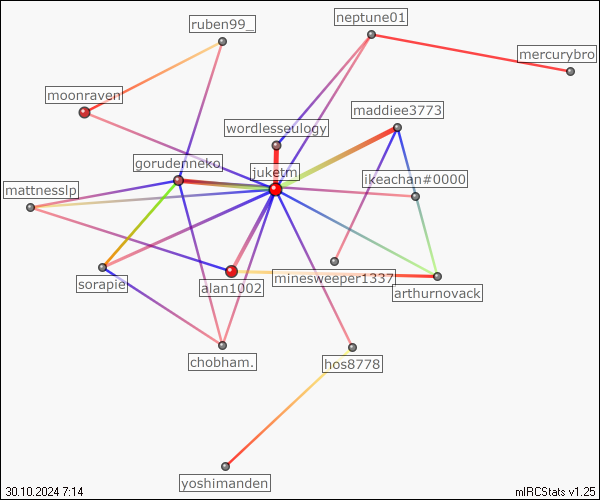 neptune01
ruben99_
mercurybro
moonraven
maddiee3773
wordlesseulogy
gorudenneko
juketm
ikeachan#0000
mattnesslp
sorapie
alan1002
minesweeper1337
arthurnovack
chobham.
hos8778
yoshimanden
30.10.2024 7:14
mIRCStats v1.25